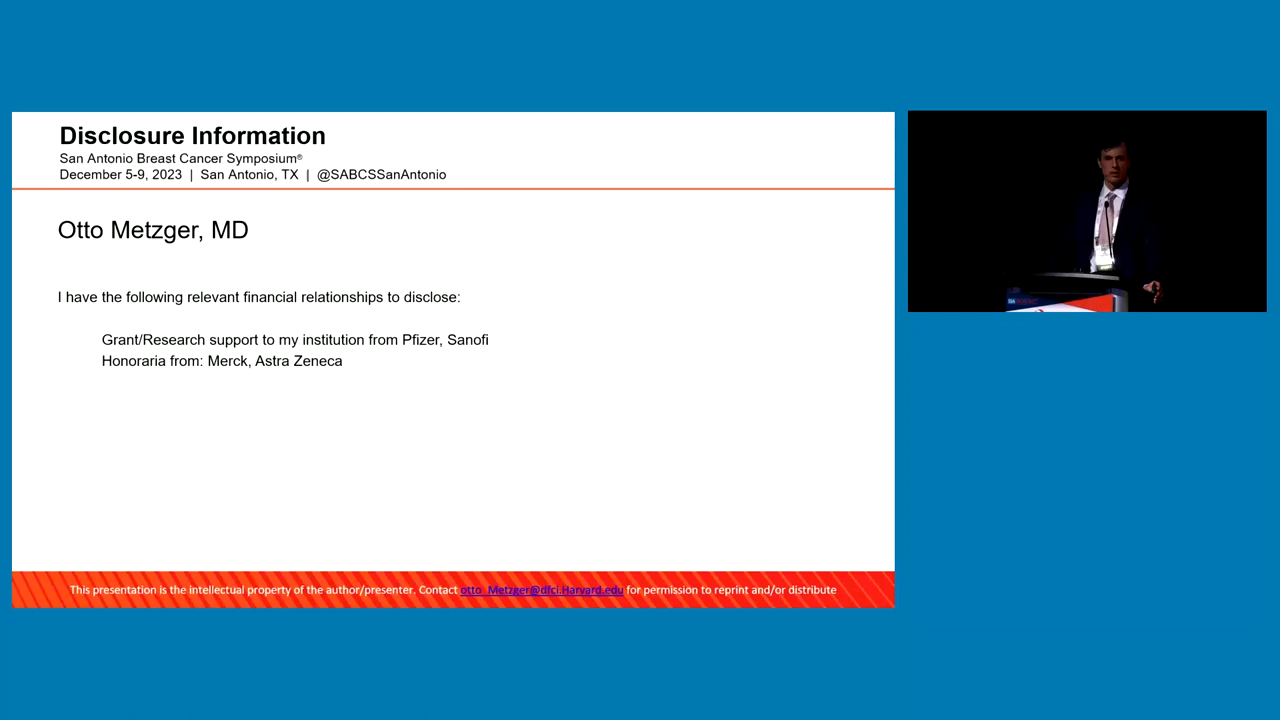 Disclosure Information
San Antonio Breast Cancer Symposium®
December 5-9, 2023 | San Antonio, TX | @SABCSSanAntonio
Otto Metzger, MD
I have the following relevant financial relationships to disclose:
Grant/Research support to my institution from Pfizer, Sanofi
Honoraria from: Merck, Astra Zeneca
This presentation is the intellectual property of the author/presenter. Contact otto_Metzger@dfci.Harvard.edu for permission to reprint and/or distribute